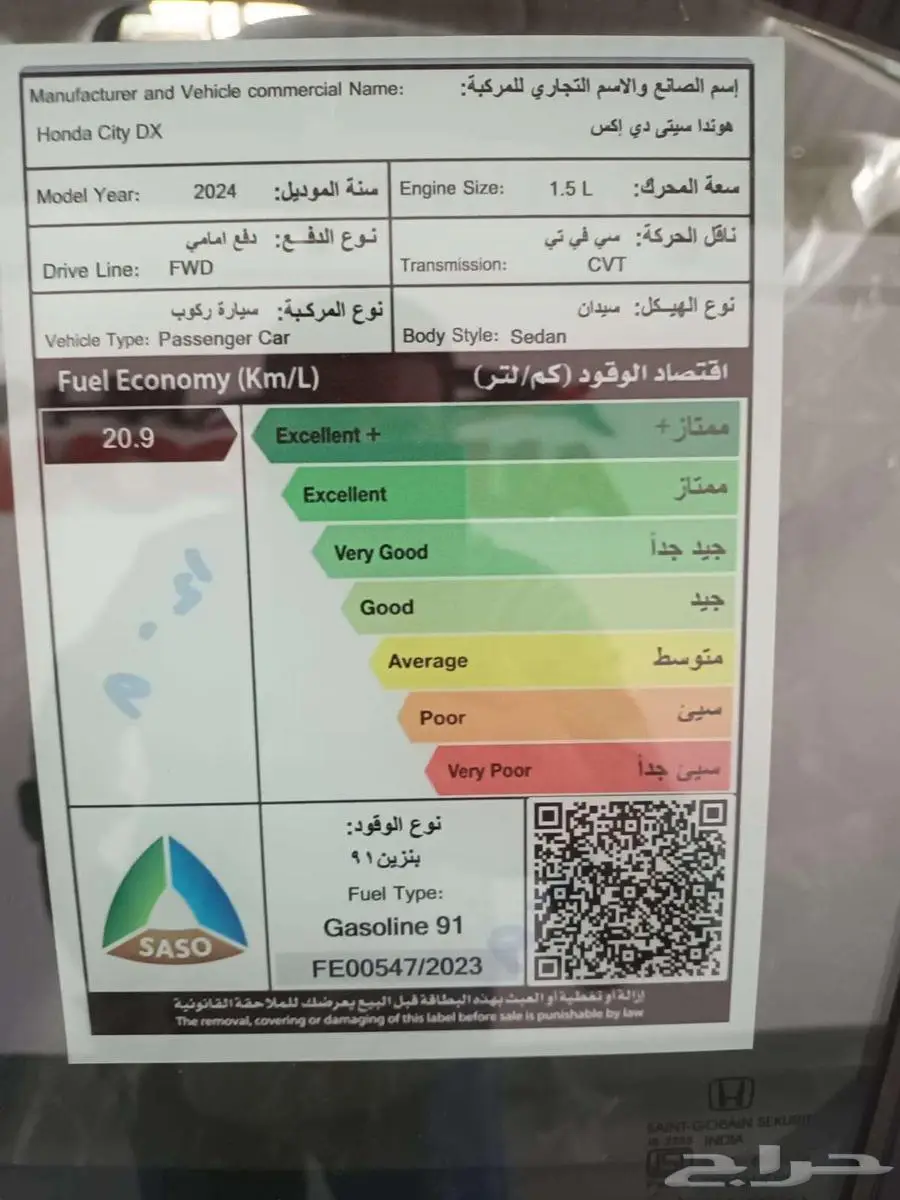 Manufacturer and Vehicle commercial Name: إسم الصانع والاسم التجاري للمركبة:
Honda City DX هوندا سيتى دي إكس
Model Year: 2024 سنة الموديل:
Engine Size: 1.5 L سعة المحرك:
نوع الدفـع: دفع امامي
Drive Line: FWD
ناقل الحركة: سي في تي
Transmission: CVT
نوع المركبة: سيارة ركوب
Vehicle Type: Passenger Car
نوع الهيكل: سيدان
Body Style: Sedan
Fuel Economy (Km/L) اقتصاد الوقود (كم/لتر)
20.9
Excellent + ممتاز+
Excellent ممتاز
Very Good جيد جداً
Good جيد
Average متوسط
Poor سيئ
Very Poor سيئ جداً
SASO
نوع الوقود:
بنزين ٩١
Fuel Type:
Gasoline 91
FE00547/2023
إزالة أو تغطية أو العبث بهذه البطاقة قبل البيع يعرضك للملاحقة القانونية
The removal, covering or damaging of this label before sale is punishable by law
SAINT-GOBAIN SEKURIT
INDIA
حراج